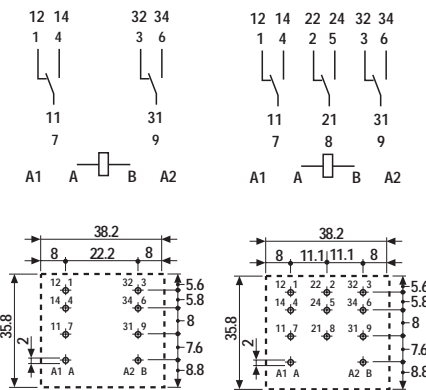 12 14 32 34
1 4 3 6
11 31
7 9
A1 A B A2
12 14 22 24 32 34
1 4 2 5 3 6
11 21 31
7 8 9
A1 A B A2
38.2
8 22.2 8
12 1 32 3
14 4 34 6
11 7 31 9
A1 A A2 B
35.8
2
5.6
5.8
8
7.6
8.8
38.2
8 11.1 11.1 8
12 1 22 2 32 3
14 4 24 5 34 6
11 7 21 8 31 9
A1 A A2 B
35.8
2
5.6
5.8
8
7.6
8.8